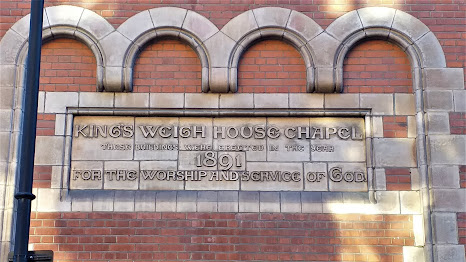 1891
KING'S WEIGH HOUSE CHAPEL
THESE BUILDINGS WERE ERECTED IN THE YEAR
1891
FOR THE WORSHIP AND SERVICE OF GOD.